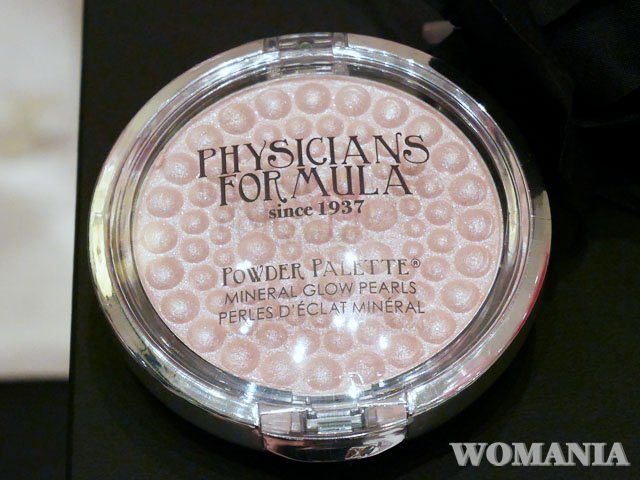 PHYSICIANS
FORMULA
since 1937
POWDER PALETTE®
MINERAL GLOW PEARLS
PERLES D'ÉCLAT MINÉRAL
WOMANIA